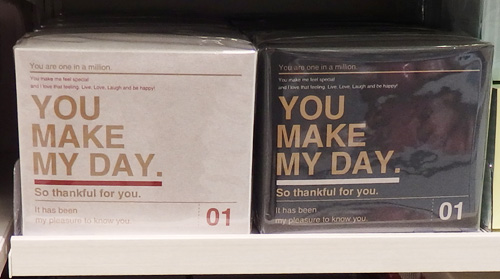 You are one in a million.
You make me feel special
and I love that feeling. Live, Love, Laugh and be happy!
YOU
MAKE
MY DAY.
So thankful for you.
It has been
my pleasure to know you.
01
You are one in a million.
You make me feel special
and I love that feeling. Live, Love, Laugh and be happy!
YOU
MAKE
MY DAY.
So thankful for you.
It has been
my pleasure to know you.
01